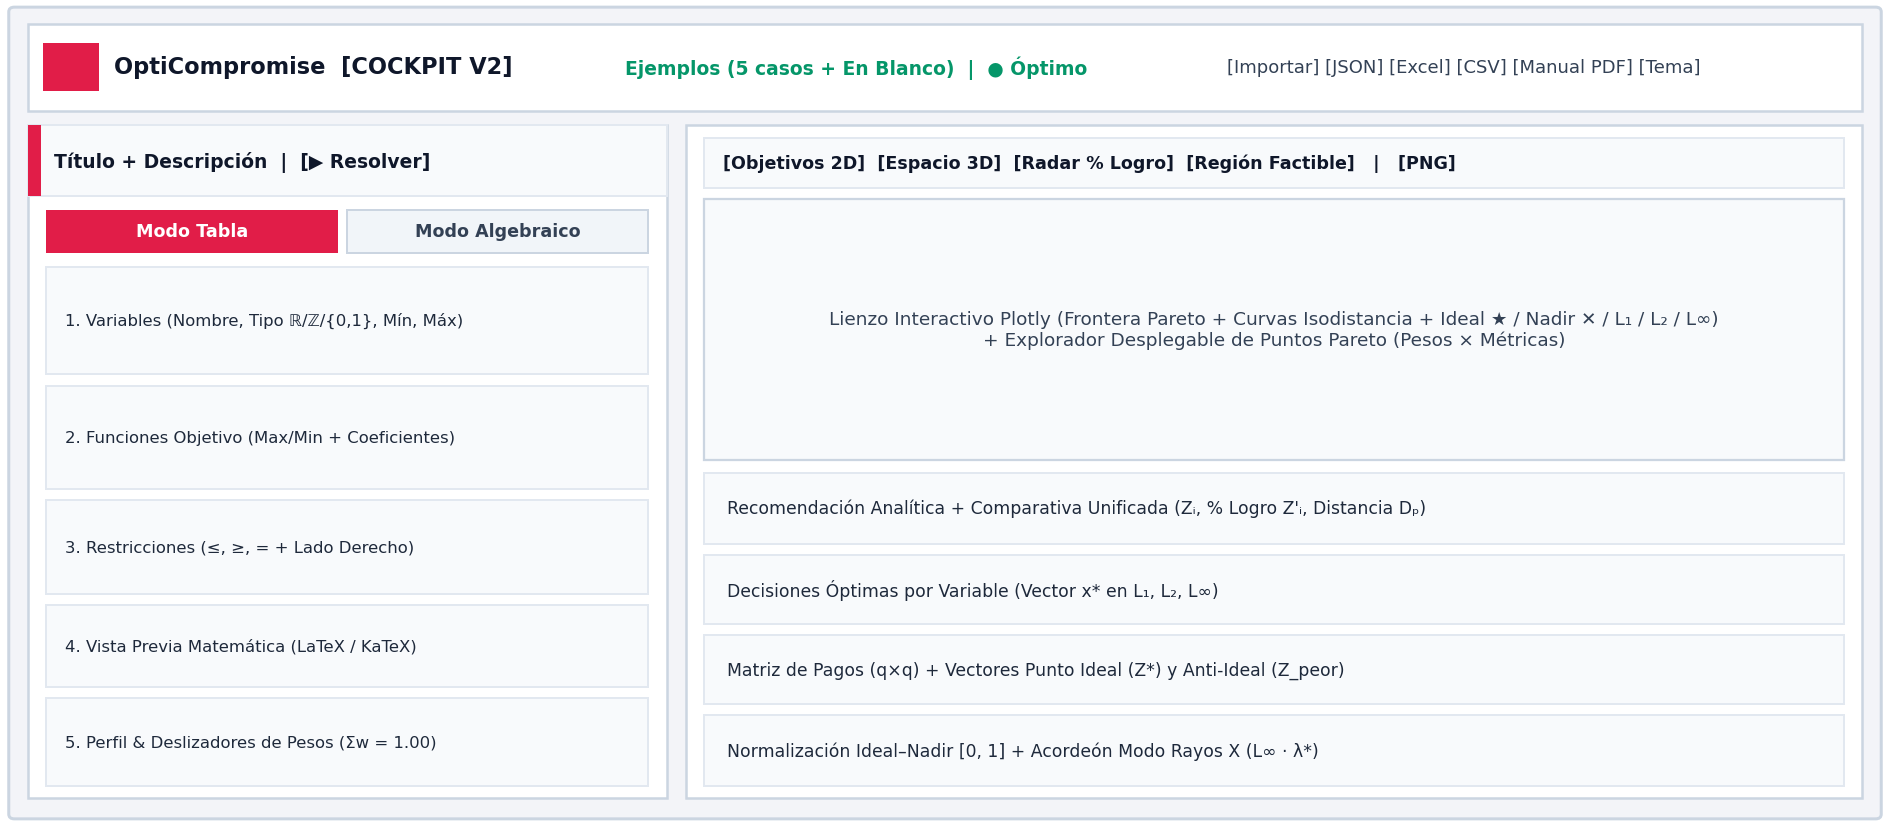 OptiCompromise [COCKPIT V2]
Ejemplos (5 casos + En Blanco) | ● Óptimo
[Importar] [JSON] [Excel] [CSV] [Manual PDF] [Tema]
Título + Descripción | [▶ Resolver]
Modo Tabla
Modo Algebraico
1. Variables (Nombre, Tipo ℝ/ℤ/{0,1}, Mín, Máx)
2. Funciones Objetivo (Max/Min + Coeficientes)
3. Restricciones (≤, ≥, = + Lado Derecho)
4. Vista Previa Matemática (LaTeX / KaTeX)
5. Perfil & Deslizadores de Pesos (Σw = 1.00)
[Objetivos 2D] [Espacio 3D] [Radar % Logro] [Región Factible] | [PNG]
Lienzo Interactivo Plotly (Frontera Pareto + Curvas Isodistancia + Ideal ★ / Nadir ✕ / L₁ / L₂ / L∞)
+ Explorador Desplegable de Puntos Pareto (Pesos × Métricas)
Recomendación Analítica + Comparativa Unificada (Zᵢ, % Logro Z'ᵢ, Distancia Dₚ)
Decisiones Óptimas por Variable (Vector x* en L₁, L₂, L∞)
Matriz de Pagos (q×q) + Vectores Punto Ideal (Z*) y Anti-Ideal (Z_peor)
Normalización Ideal–Nadir [0, 1] + Acordeón Modo Rayos X (L∞ · λ*)